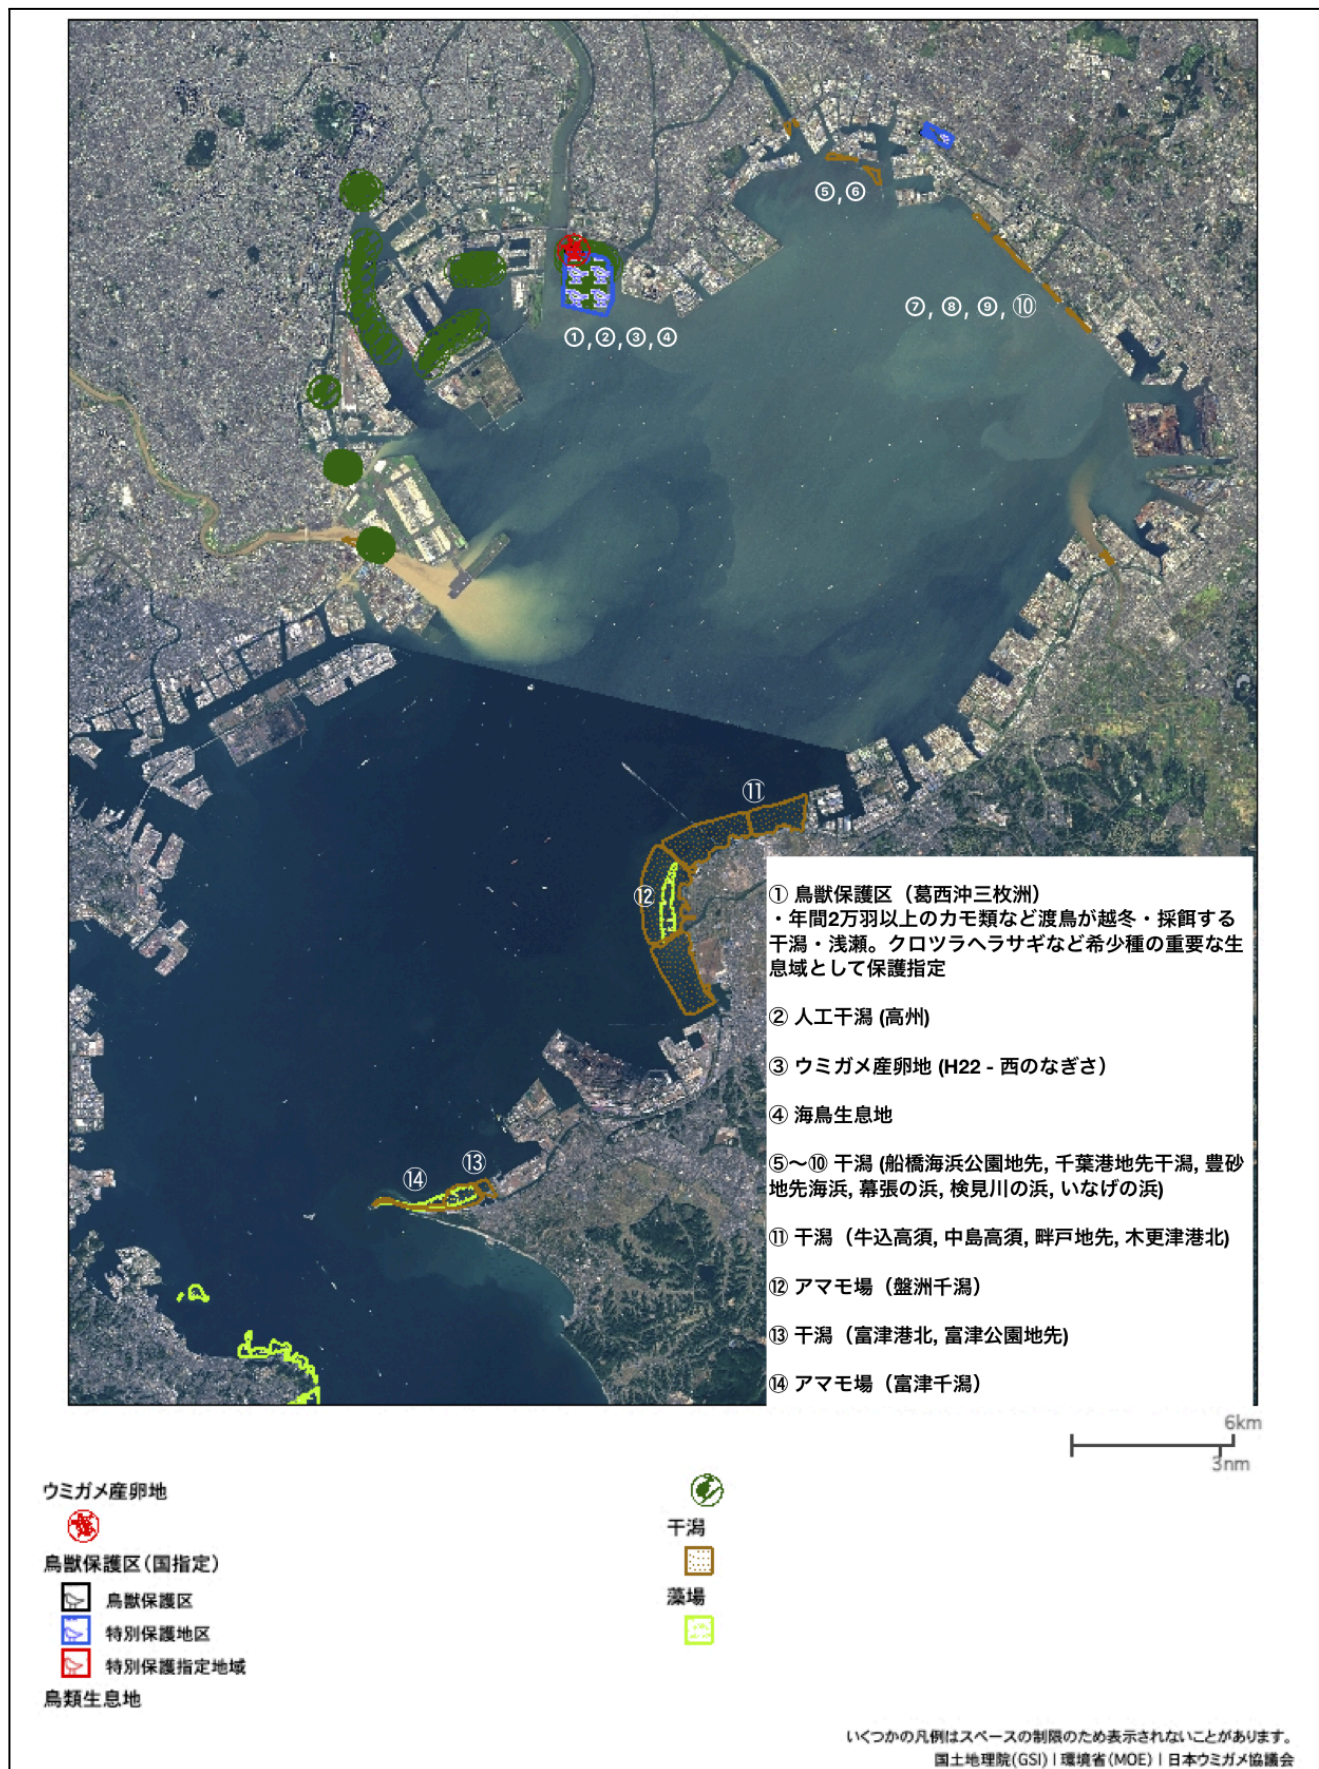 ⑤, ⑥
⑦, ⑧, ⑨, ⑩
①, ②, ③, ④
⑪
⑫
⑬
⑭
① 鳥獣保護区（葛西沖三枚洲）
・年間2万羽以上のカモ類など渡鳥が越冬・採餌する
干潟・浅瀬。クロツラヘラサギなど希少種の重要な生
息域として保護指定
② 人工干潟 (高州)
③ ウミガメ産卵地 (H22 - 西のなぎさ）
④ 海鳥生息地
⑤〜⑩ 干潟 (船橋海浜公園地先, 千葉港地先干潟, 豊砂
地先海浜, 幕張の浜, 検見川の浜, いなげの浜)
⑪ 干潟（牛込高須, 中島高須, 畔戸地先, 木更津港北)
⑫ アマモ場（盤洲干潟）
⑬ 干潟（富津港北, 富津公園地先)
⑭ アマモ場（富津干潟）
6km
3nm
ウミガメ産卵地
鳥獣保護区（国指定）
鳥獣保護区
特別保護地区
特別保護指定地域
鳥類生息地
干潟
藻場
いくつかの凡例はスペースの制限のため表示されないことがあります。
国土地理院(GSI) | 環境省(MOE) | 日本ウミガメ協議会